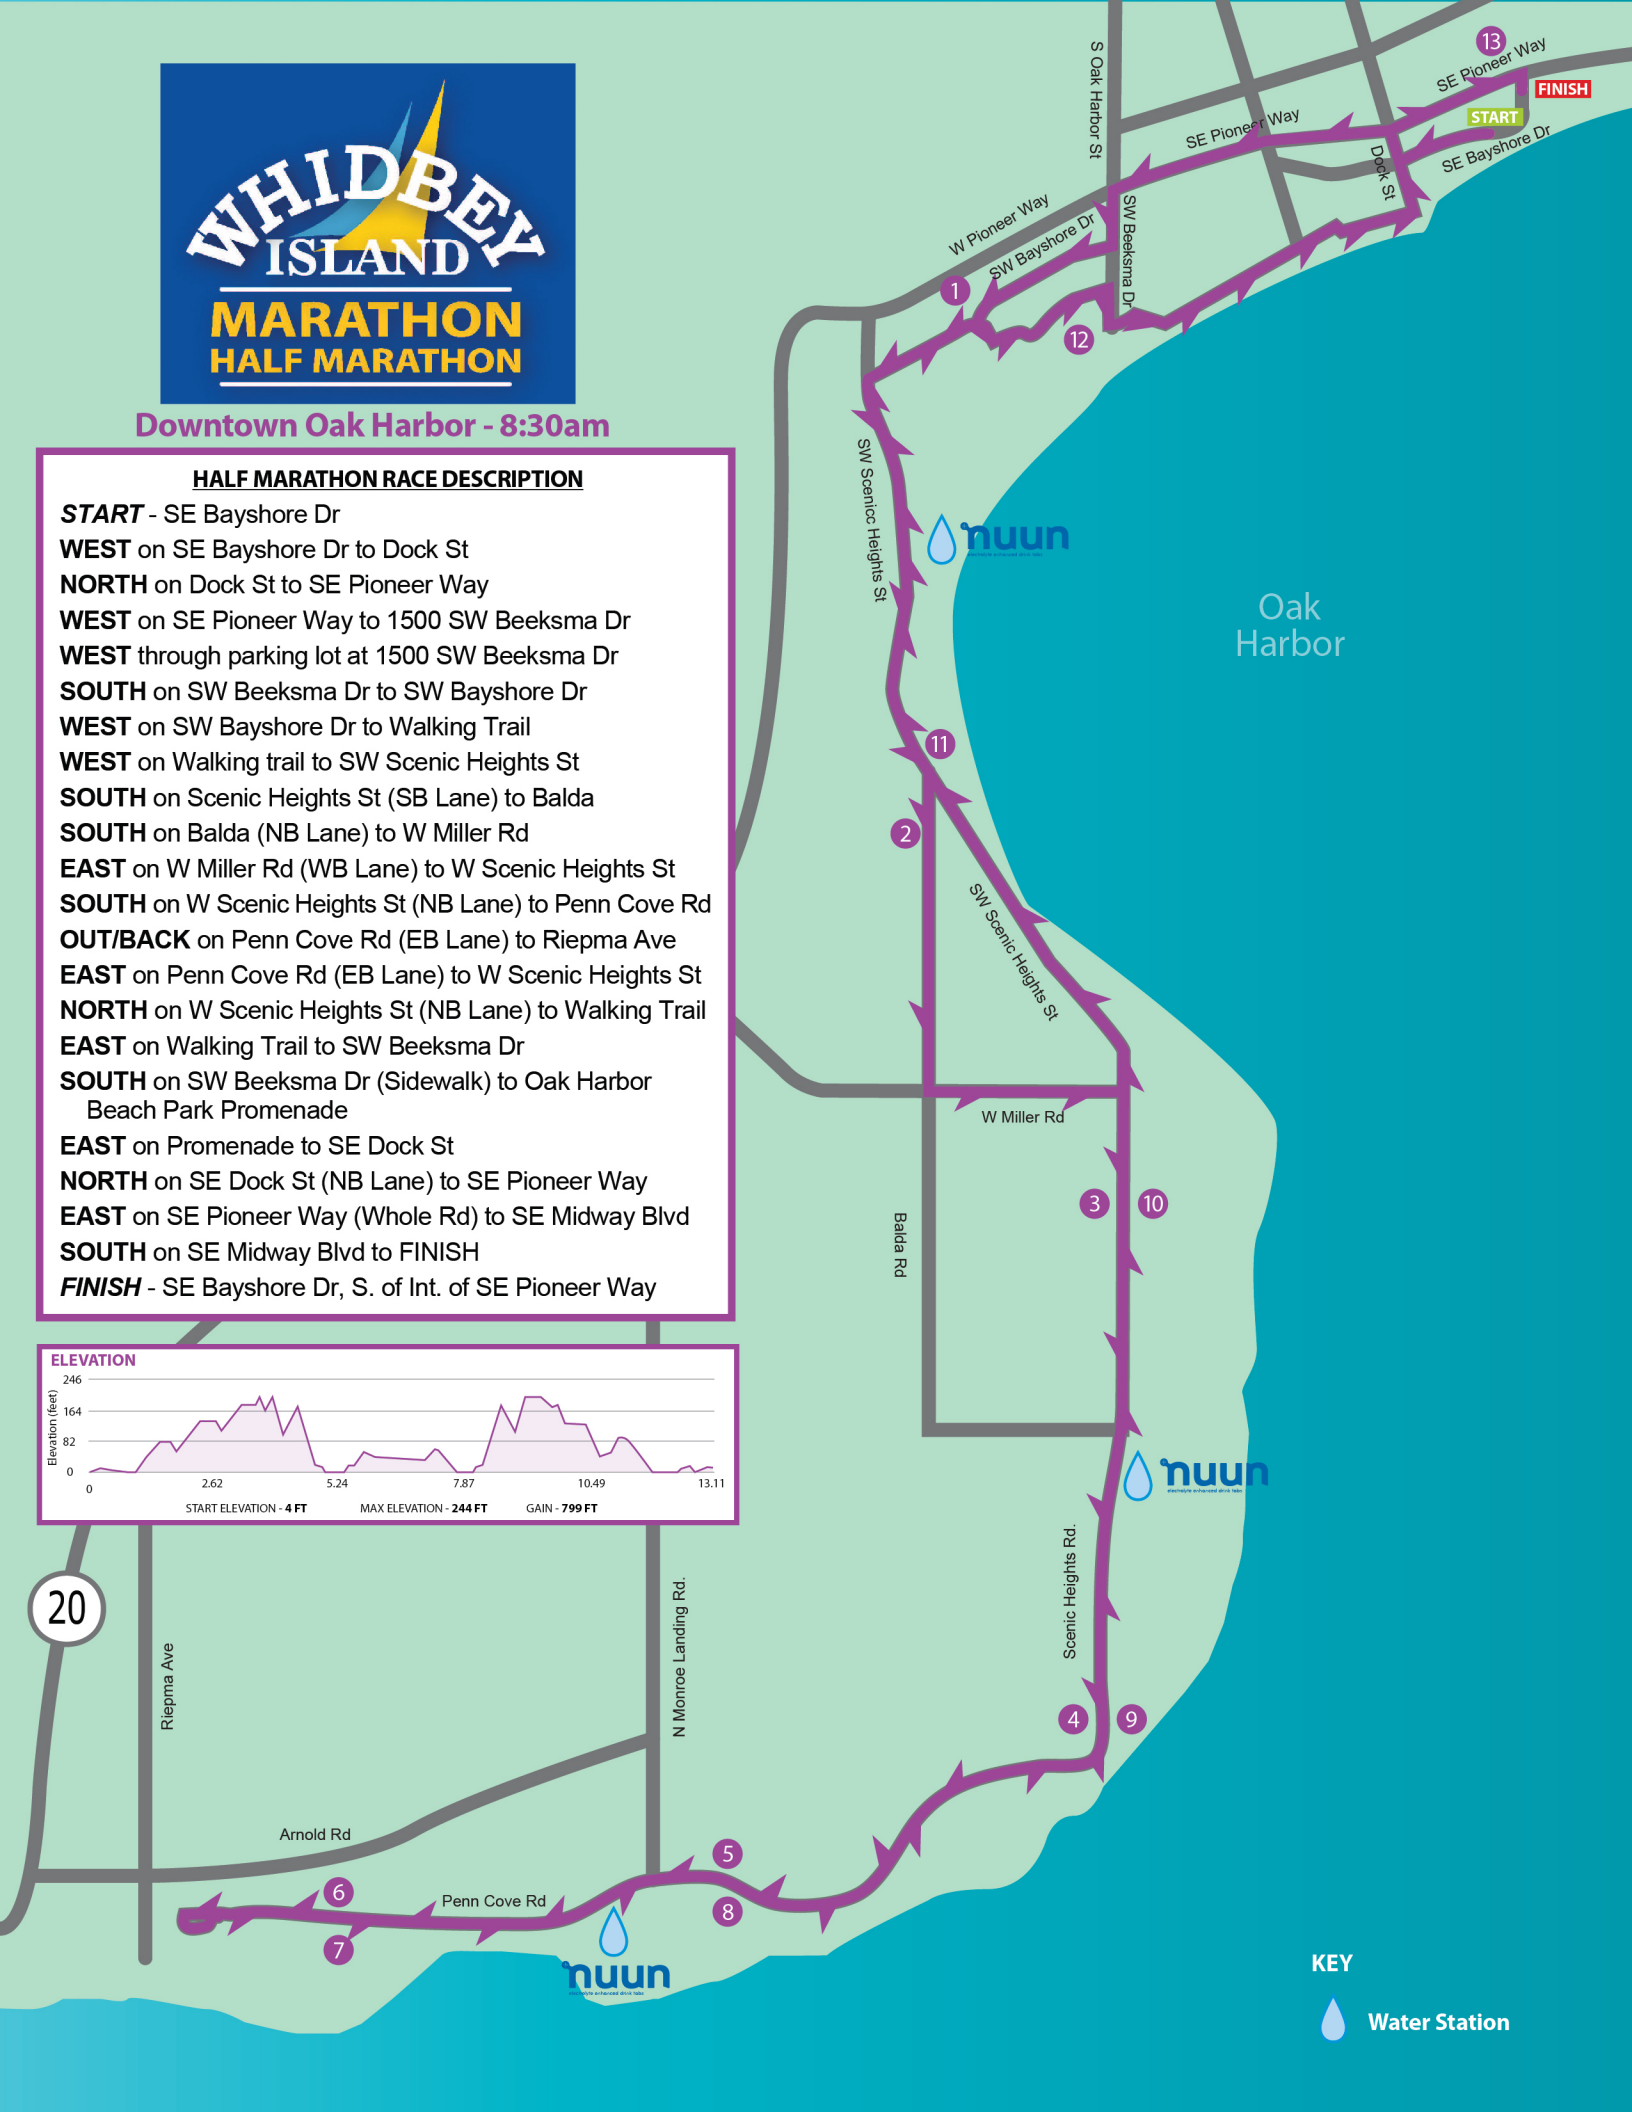 WHIDBEY
ISLAND
MARATHON
HALF MARATHON
Downtown Oak Harbor - 8:30am
HALF MARATHON RACE DESCRIPTION
START - SE Bayshore Dr
WEST on SE Bayshore Dr to Dock St
NORTH on Dock St to SE Pioneer Way
WEST on SE Pioneer Way to 1500 SW Beeksma Dr
WEST through parking lot at 1500 SW Beeksma Dr
SOUTH on SW Beeksma Dr to SW Bayshore Dr
WEST on SW Bayshore Dr to Walking Trail
WEST on Walking trail to SW Scenic Heights St
SOUTH on Scenic Heights St (SB Lane) to Balda
SOUTH on Balda (NB Lane) to W Miller Rd
EAST on W Miller Rd (WB Lane) to W Scenic Heights St
SOUTH on W Scenic Heights St (NB Lane) to Penn Cove Rd
OUT/BACK on Penn Cove Rd (EB Lane) to Riepma Ave
EAST on Penn Cove Rd (EB Lane) to W Scenic Heights St
NORTH on W Scenic Heights St (NB Lane) to Walking Trail
EAST on Walking Trail to SW Beeksma Dr
SOUTH on SW Beeksma Dr (Sidewalk) to Oak Harbor
Beach Park Promenade
EAST on Promenade to SE Dock St
NORTH on SE Dock St (NB Lane) to SE Pioneer Way
EAST on SE Pioneer Way (Whole Rd) to SE Midway Blvd
SOUTH on SE Midway Blvd to FINISH
FINISH - SE Bayshore Dr, S. of Int. of SE Pioneer Way
ELEVATION
Elevation (feet)
246
164
82
0
0
2.62
5.24
7.87
10.49
13.11
START ELEVATION - 4 FT
MAX ELEVATION - 244 FT
GAIN - 799 FT
13
SE Pioneer Way
FINISH
START
SE Bayshore Dr
S Oak Harbor St
SE Pioneer Way
Dock St
W Pioneer Way
SW Bayshore Dr
SW Beeksma Dr
1
12
SW Scenicc Heights St
nuun
electrolyte enhanced drink tabs
Oak
Harbor
11
2
SW Scenic Heights St
W Miller Rd
3
10
Balda Rd
nuun
electrolyte enhanced drink tabs
Scenic Heights Rd.
4
9
20
Riepma Ave
N Monroe Landing Rd.
Arnold Rd
5
6
Penn Cove Rd
8
7
nuun
electrolyte enhanced drink tabs
KEY
Water Station